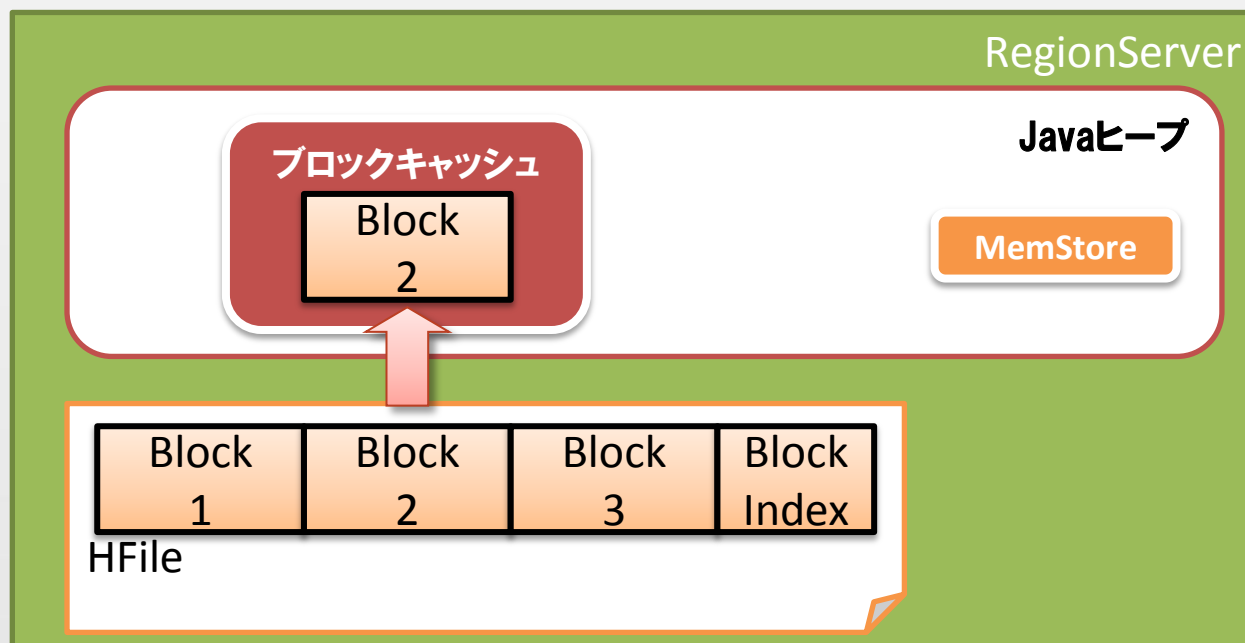 RegionServer
Javaヒープ
ブロックキャッシュ
Block
2
MemStore
Block
1
Block
2
Block
3
Block
Index
HFile